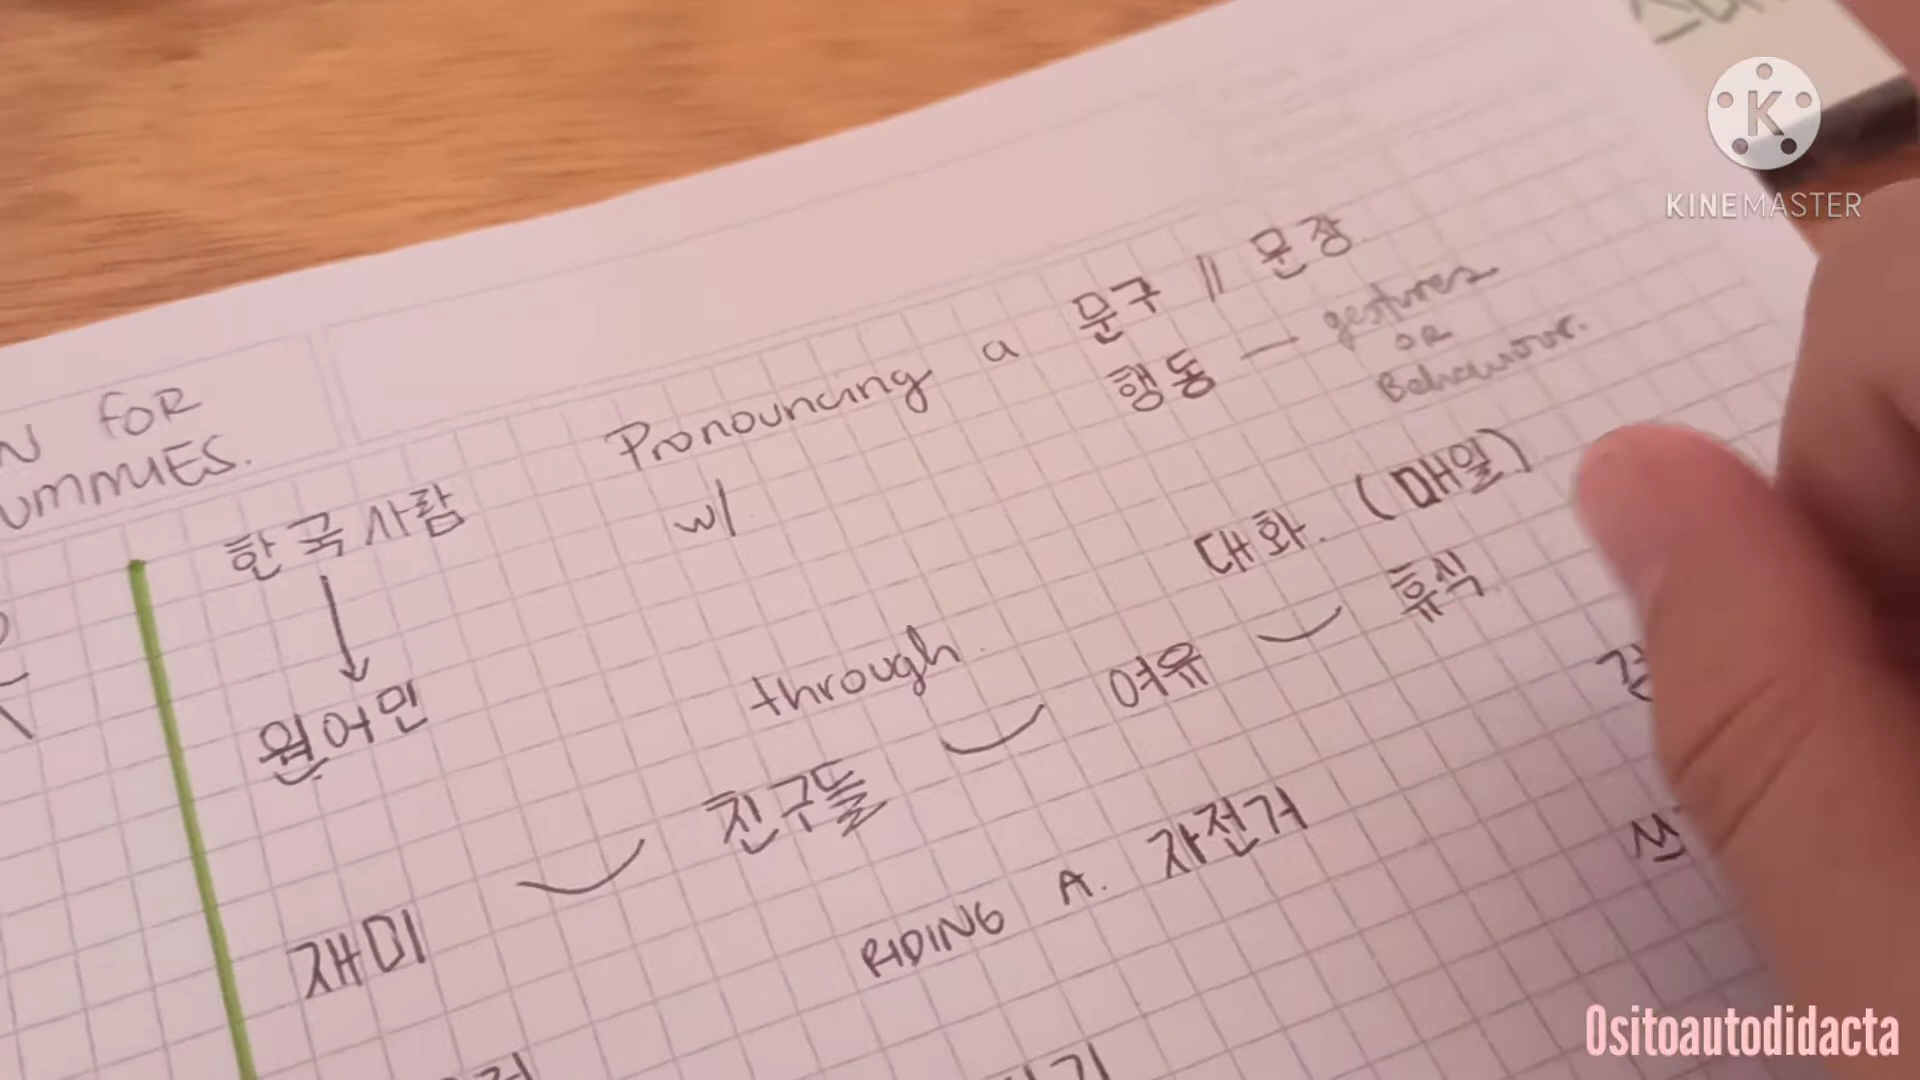 KINEMASTER
FOR
UMMIES.
한국사람
원어민
Pronouncing a 문구 // 문장
w/ 행동 — gestures
OR
Behaviour.
through 대화. (매일)
재미 친구들 여유 휴식
RIDING A. 자전거
Ositoautodidacta